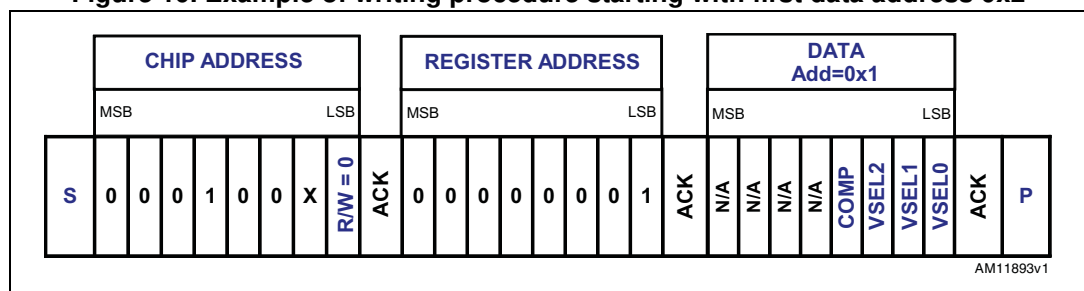 Figure Example of writing procedure starting with first data address 0x2
CHIP ADDRESS REGISTER ADDRESS DATA
Add=0x1
MSB LSB MSB LSB MSB LSB
S 0 0 0 1 0 0 X R/W = 0 ACK 0 0 0 0 0 0 0 1 ACK N/A N/A N/A N/A COMP VSEL2 VSEL1 VSEL0 ACK P
AM11893v1